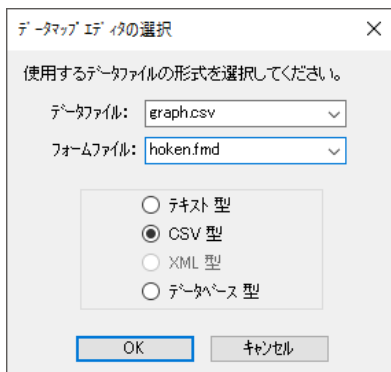 ﾃﾞｰﾀﾏｯﾌﾟｴﾃﾞｨﾀの選択
使用するﾃﾞｰﾀﾌｧｲﾙの形式を選択してください。
ﾃﾞｰﾀﾌｧｲﾙ: graph.csv
ﾌｫｰﾑﾌｧｲﾙ: hoken.fmd
ﾃｷｽﾄ型
CSV 型
XML 型
ﾃﾞｰﾀﾍﾞｰｽ 型
OK ｷｬﾝｾﾙ